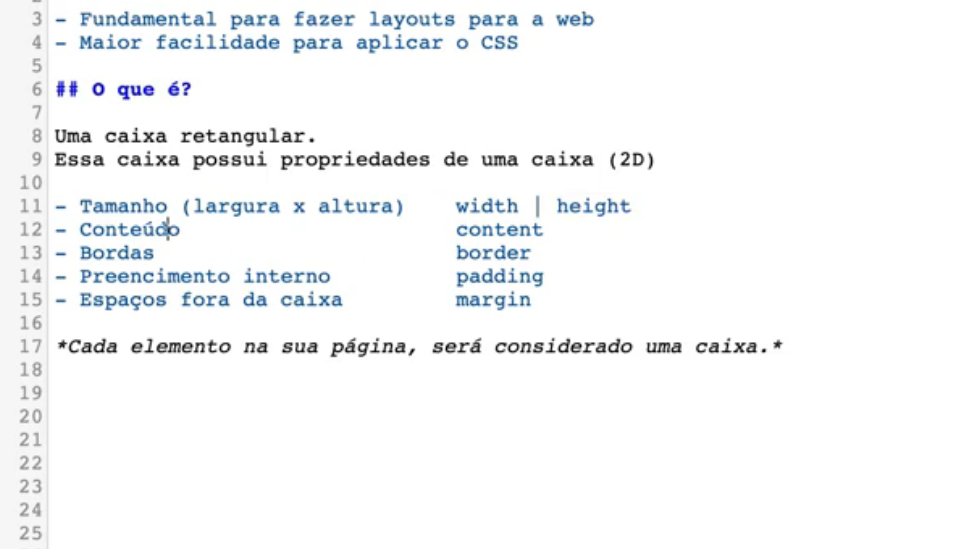 3 - Fundamental para fazer layouts para a web
4 - Maior facilidade para aplicar o CSS
5
6 ## O que é?
7
8 Uma caixa retangular.
9 Essa caixa possui propriedades de uma caixa (2D)
10
11 - Tamanho (largura x altura) width | height
12 - Conteúdo content
13 - Bordas border
14 - Preencimento interno padding
15 - Espaços fora da caixa margin
16
17 *Cada elemento na sua página, será considerado uma caixa.*
18
19
20
21
22
23
24
25